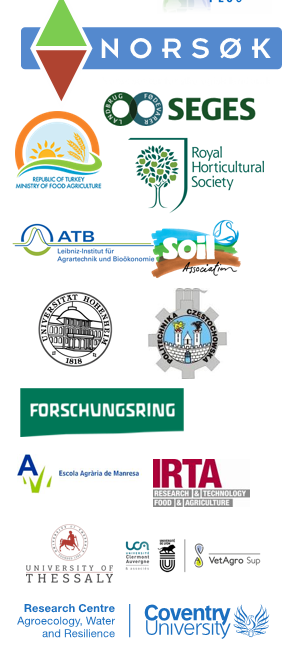 PLUS
NORSØK
LANDBRUG FØDEVARER
SEGES
REPUBLIC OF TURKEY
MINISTRY OF FOOD AGRICULTURE
Royal
Horticultural
Society
ATB
Leibniz-Institut für
Agrartechnik und Bioökonomie
soil
Association
UNIVERSITÄT HOHENHEIM
1818
POLITECHNIKA CZĘSTOCHOWSKA
FORSCHUNGSRING
A
Escola Agrària de Manresa
IRTA
RESEARCH & TECHNOLOGY
FOOD & AGRICULTURE
UNIVERSITY OF
THESSALY
UCA
UNIVERSITÉ
Clermont
Auvergne
VetAgro Sup
Research Centre
Agroecology, Water
and Resilience
Coventry
University